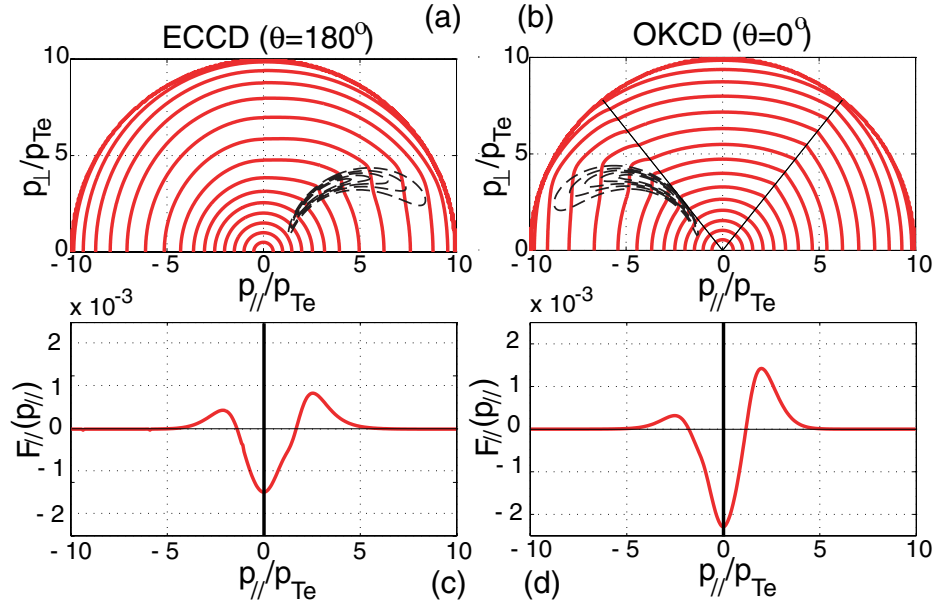 (a)
ECCD (θ=180°)
10
5
0
p⊥/pTe
-10 -5 0 5 10
p///pTe
(b)
OKCD (θ=0°)
10
5
0
p⊥/pTe
-10 -5 0 5 10
p///pTe
x 10-3
2
1
0
-1
-2
F//(p//)
-10 -5 0 5 10
p///pTe
(c)
x 10-3
2
1
0
-1
-2
F//(p//)
-10 -5 0 5 10
p///pTe
(d)